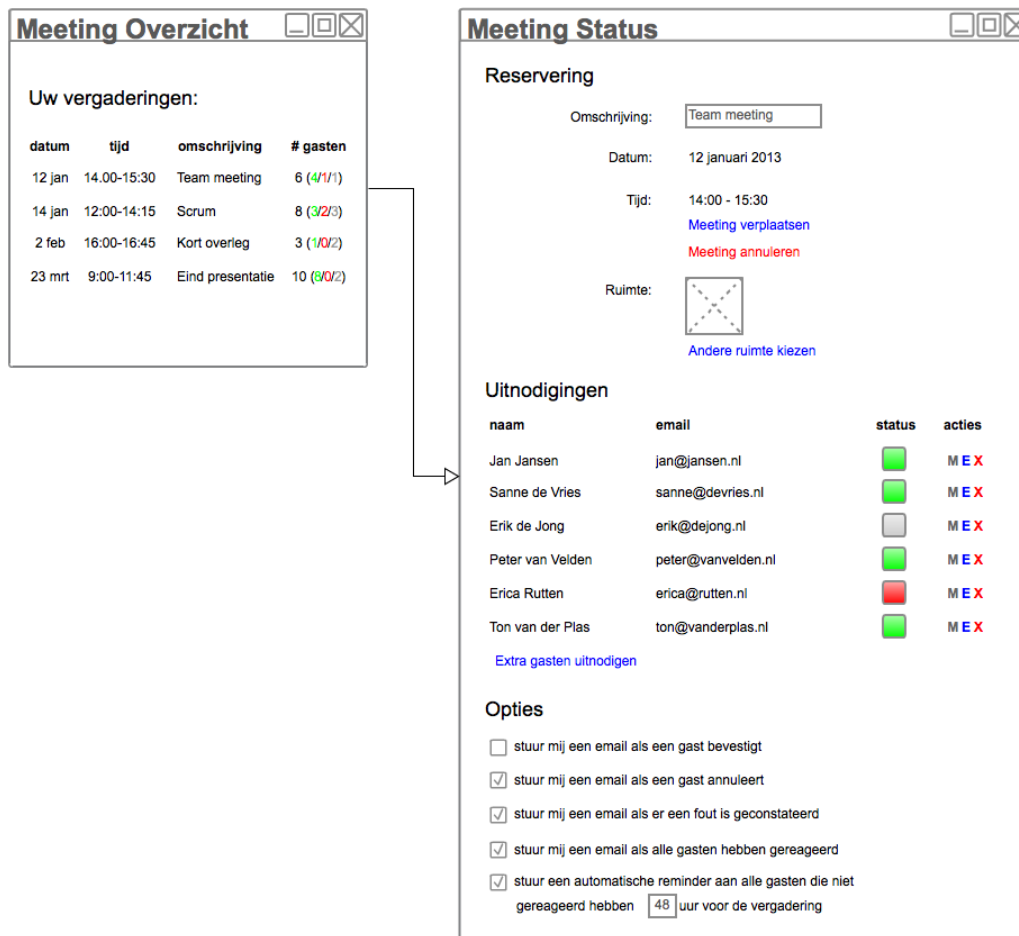 Meeting Overzicht
Uw vergaderingen:
datum tijd omschrijving # gasten
12 jan 14.00-15:30 Team meeting 6 (4/1/1)
14 jan 12:00-14:15 Scrum 8 (3/2/3)
2 feb 16:00-16:45 Kort overleg 3 (1/0/2)
23 mrt 9:00-11:45 Eind presentatie 10 (8/0/2)
Meeting Status
Reservering
Omschrijving: Team meeting
Datum: 12 januari 2013
Tijd: 14:00 - 15:30
Meeting verplaatsen
Meeting annuleren
Ruimte:
Andere ruimte kiezen
Uitnodigingen
naam email status acties
Jan Jansen jan@jansen.nl M E X
Sanne de Vries sanne@devries.nl M E X
Erik de Jong erik@dejong.nl M E X
Peter van Velden peter@vanvelden.nl M E X
Erica Rutten erica@rutten.nl M E X
Ton van der Plas ton@vanderplas.nl M E X
Extra gasten uitnodigen
Opties
stuur mij een email als een gast bevestigt
stuur mij een email als een gast annuleert
stuur mij een email als er een fout is geconstateerd
stuur mij een email als alle gasten hebben gereageerd
stuur een automatische reminder aan alle gasten die niet
gereageerd hebben 48 uur voor de vergadering